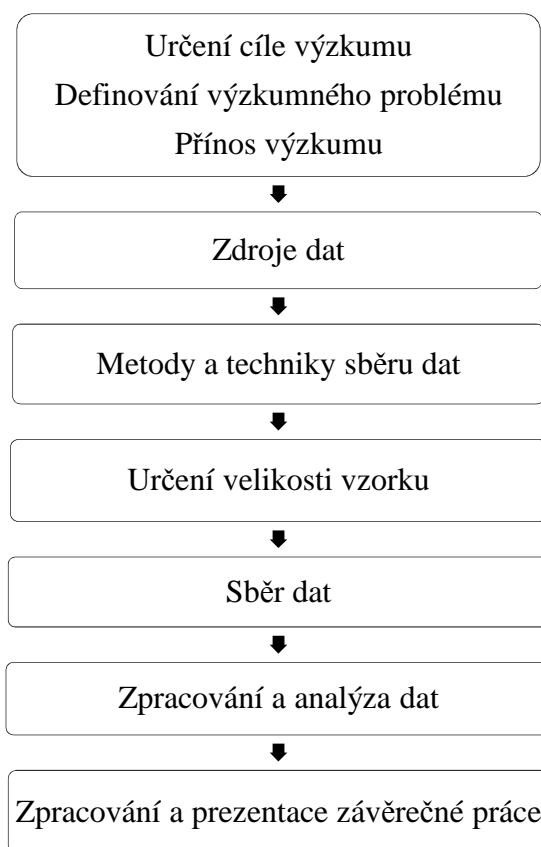 Určení cíle výzkumu
Definování výzkumného problému
Přínos výzkumu
Zdroje dat
Metody a techniky sběru dat
Určení velikosti vzorku
Sběr dat
Zpracování a analýza dat
Zpracování a prezentace závěrečné práce